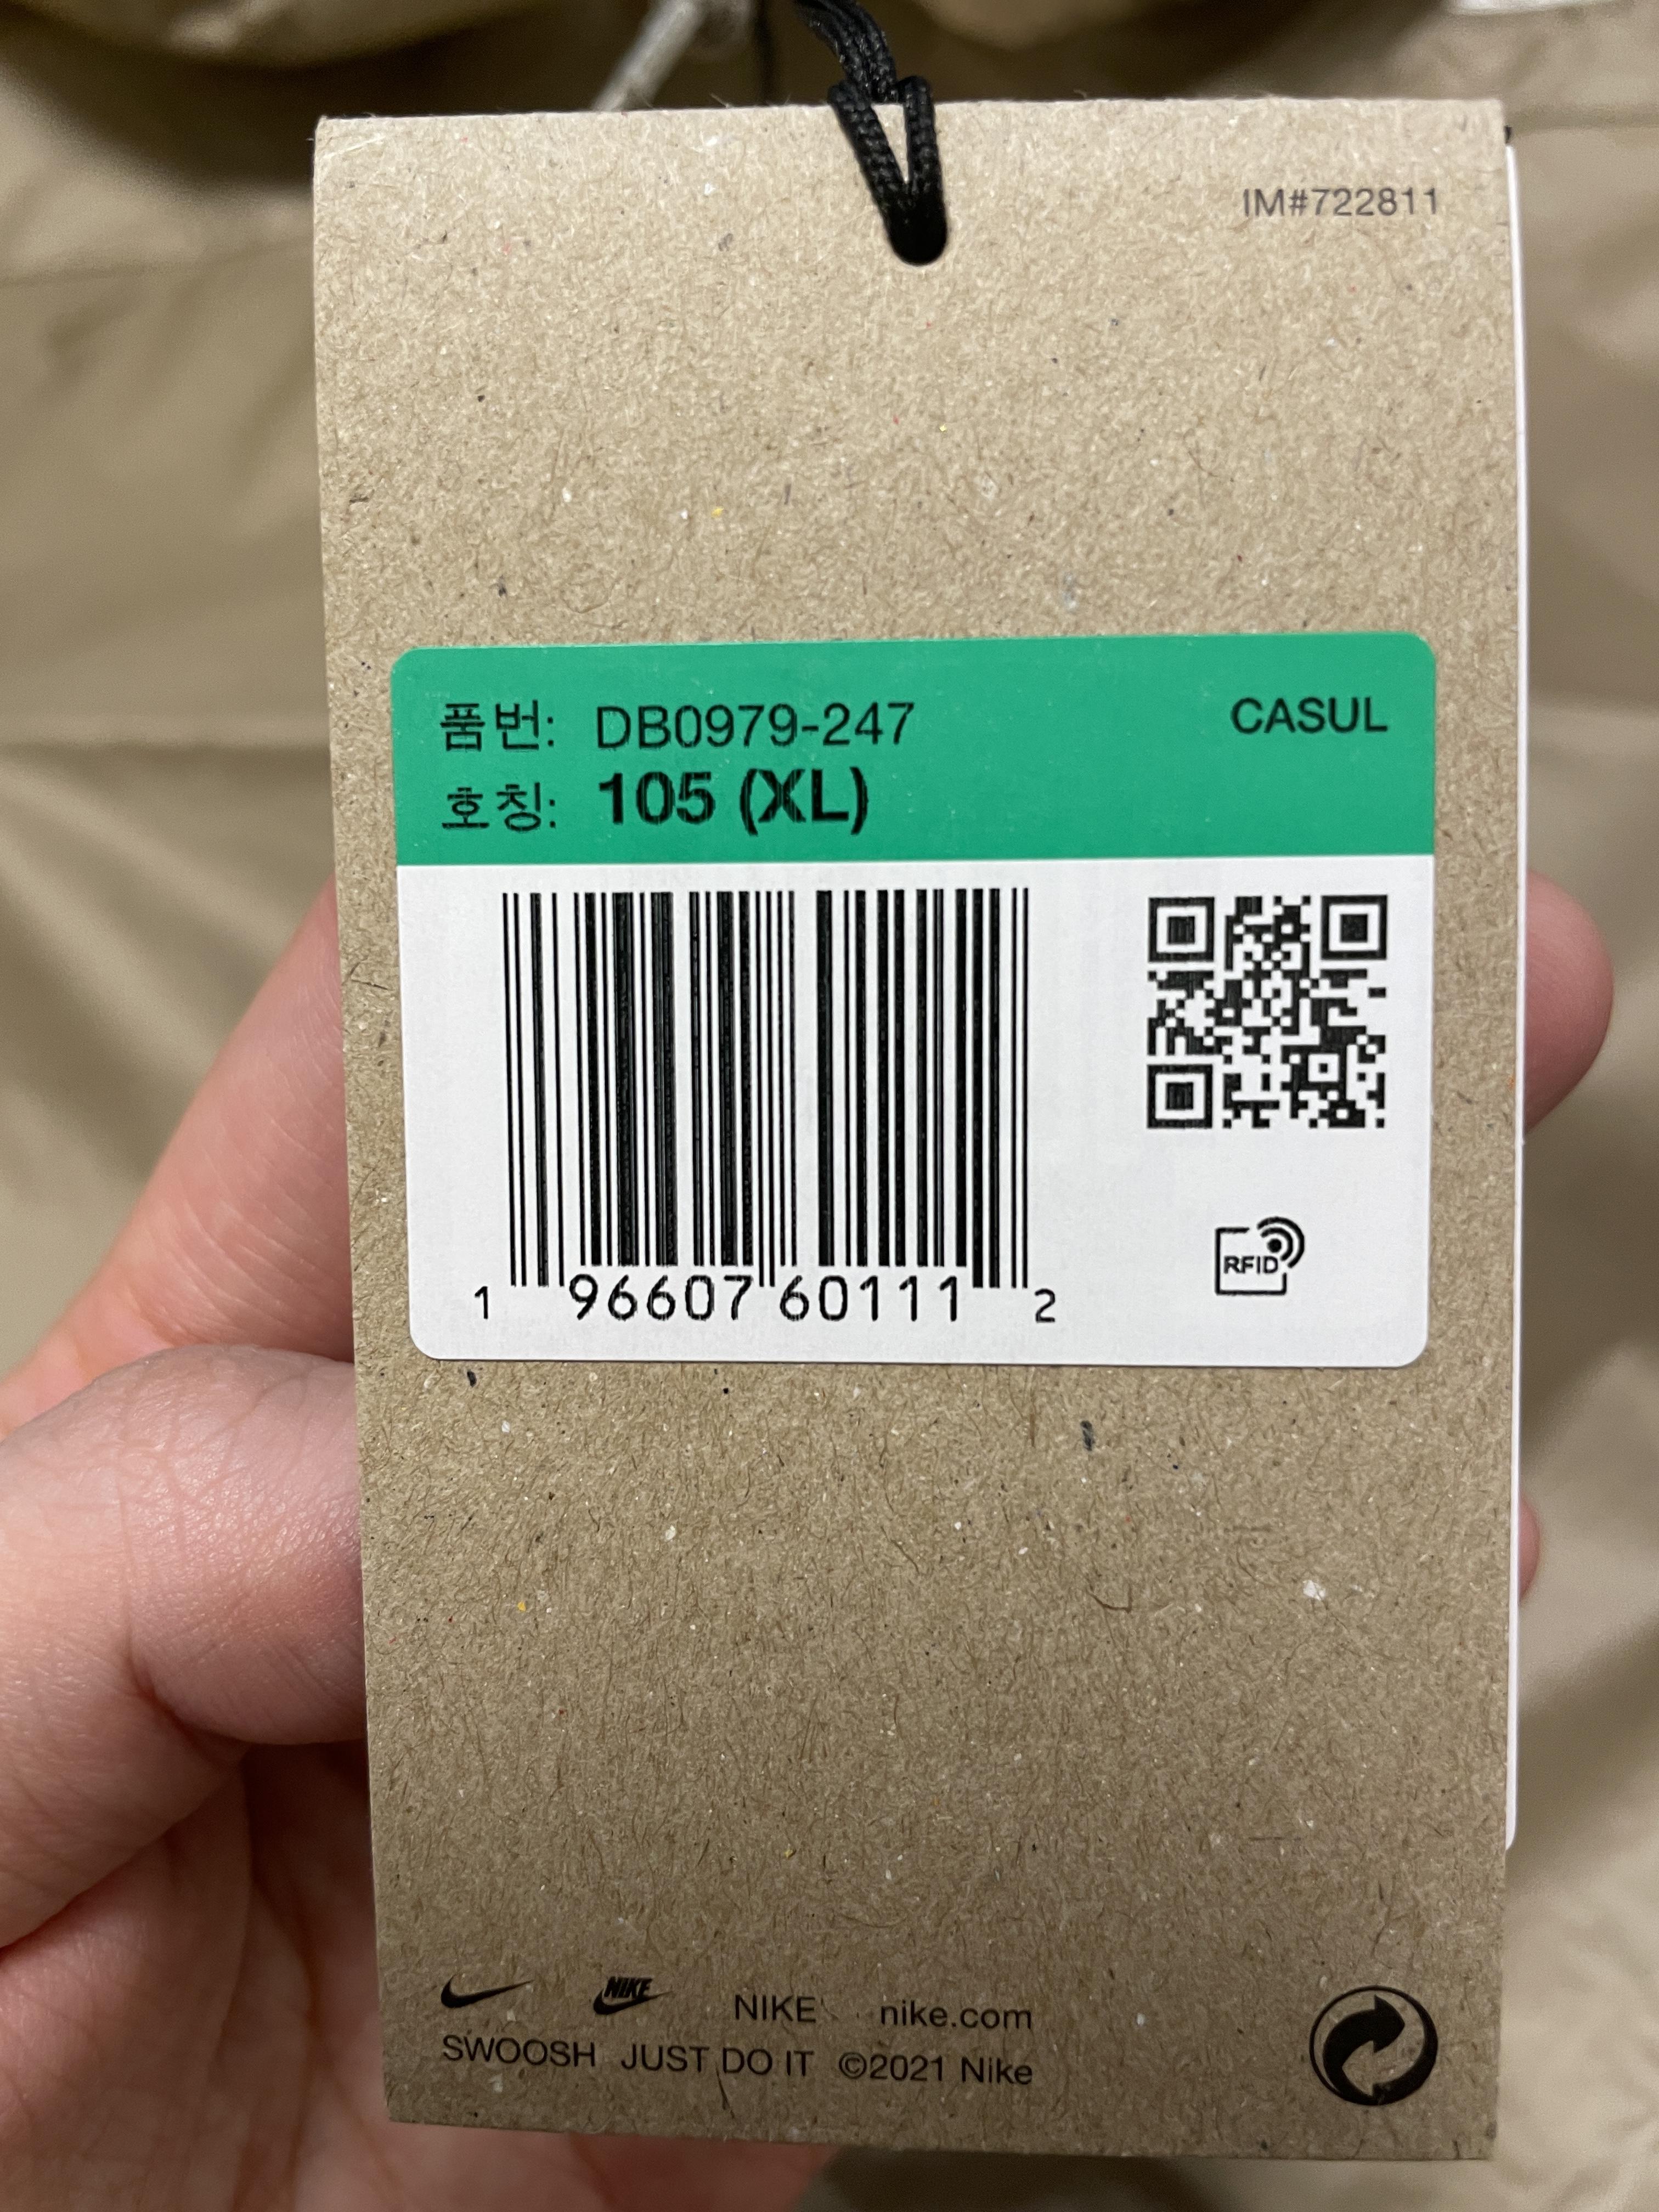 IM#722811
품번: DB0979-247 CASUL
호칭: 105 (XL)
1 96607 60111 2
RFID
NIKE NIKE nike.com
SWOOSH JUST DO IT ©2021 Nike